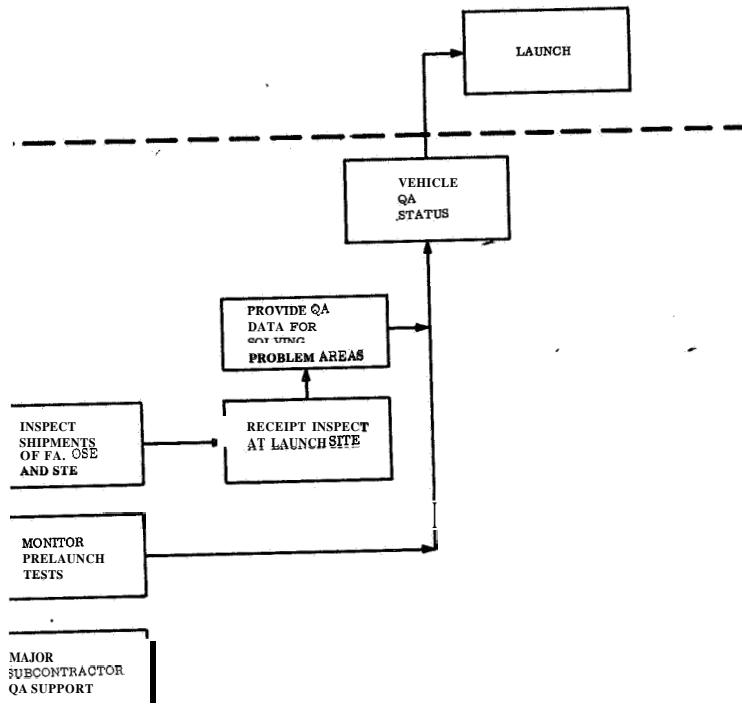 LAUNCH
VEHICLE
QA
STATUS
PROVIDE QA
DATA FOR
SOLVING
PROBLEM AREAS
RECEIPT INSPECT
AT LAUNCH SITE
INSPECT
SHIPMENTS
OF FA. OSE
AND STE
MONITOR
PRELAUNCH
TESTS
MAJOR
SUBCONTRACTOR
QA SUPPORT